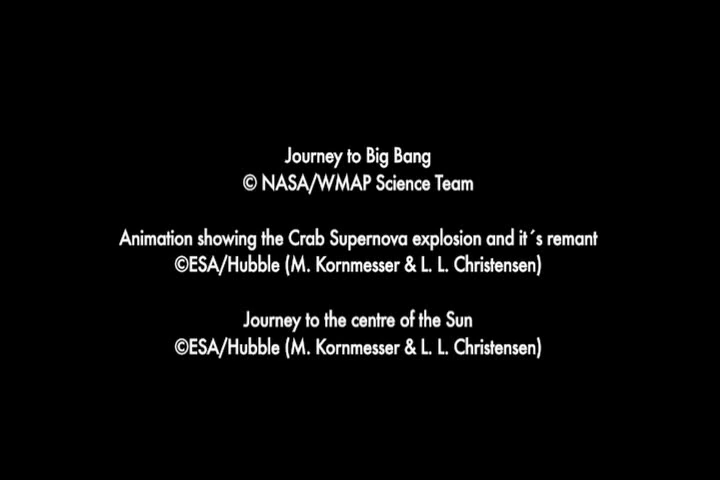 Journey to Big Bang
© NASA/WMAP Science Team
Animation showing the Crab Supernova explosion and it´s remant
©ESA/Hubble (M. Kornmesser & L. L. Christensen)
Journey to the centre of the Sun
©ESA/Hubble (M. Kornmesser & L. L. Christensen)